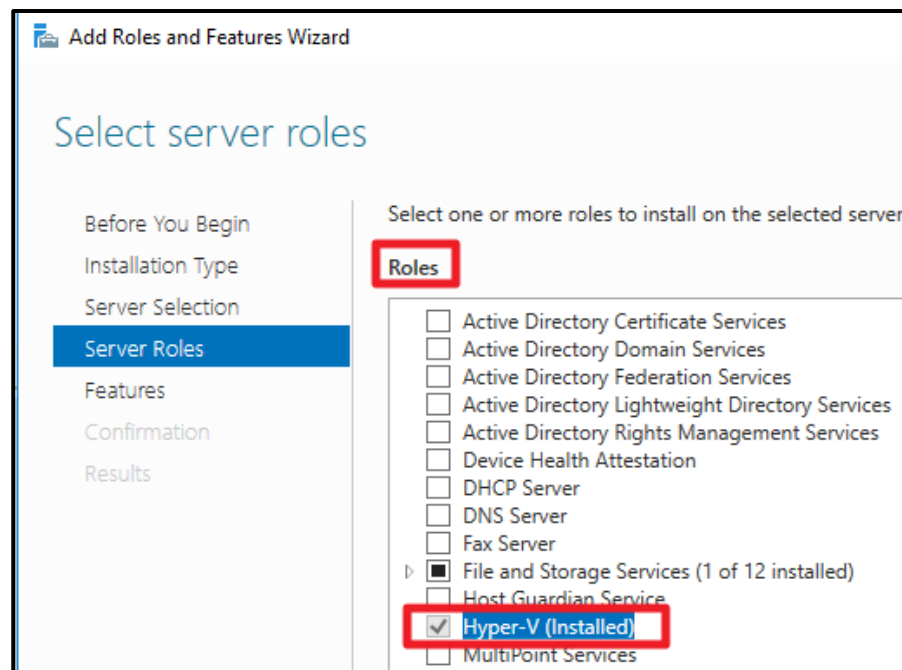 Add Roles and Features Wizard
Select server roles
Before You Begin
Installation Type
Server Selection
Server Roles
Features
Confirmation
Results
Select one or more roles to install on the selected server
Roles
Active Directory Certificate Services
Active Directory Domain Services
Active Directory Federation Services
Active Directory Lightweight Directory Services
Active Directory Rights Management Services
Device Health Attestation
DHCP Server
DNS Server
Fax Server
File and Storage Services (1 of 12 installed)
Host Guardian Service
Hyper-V (Installed)
MultiPoint Services